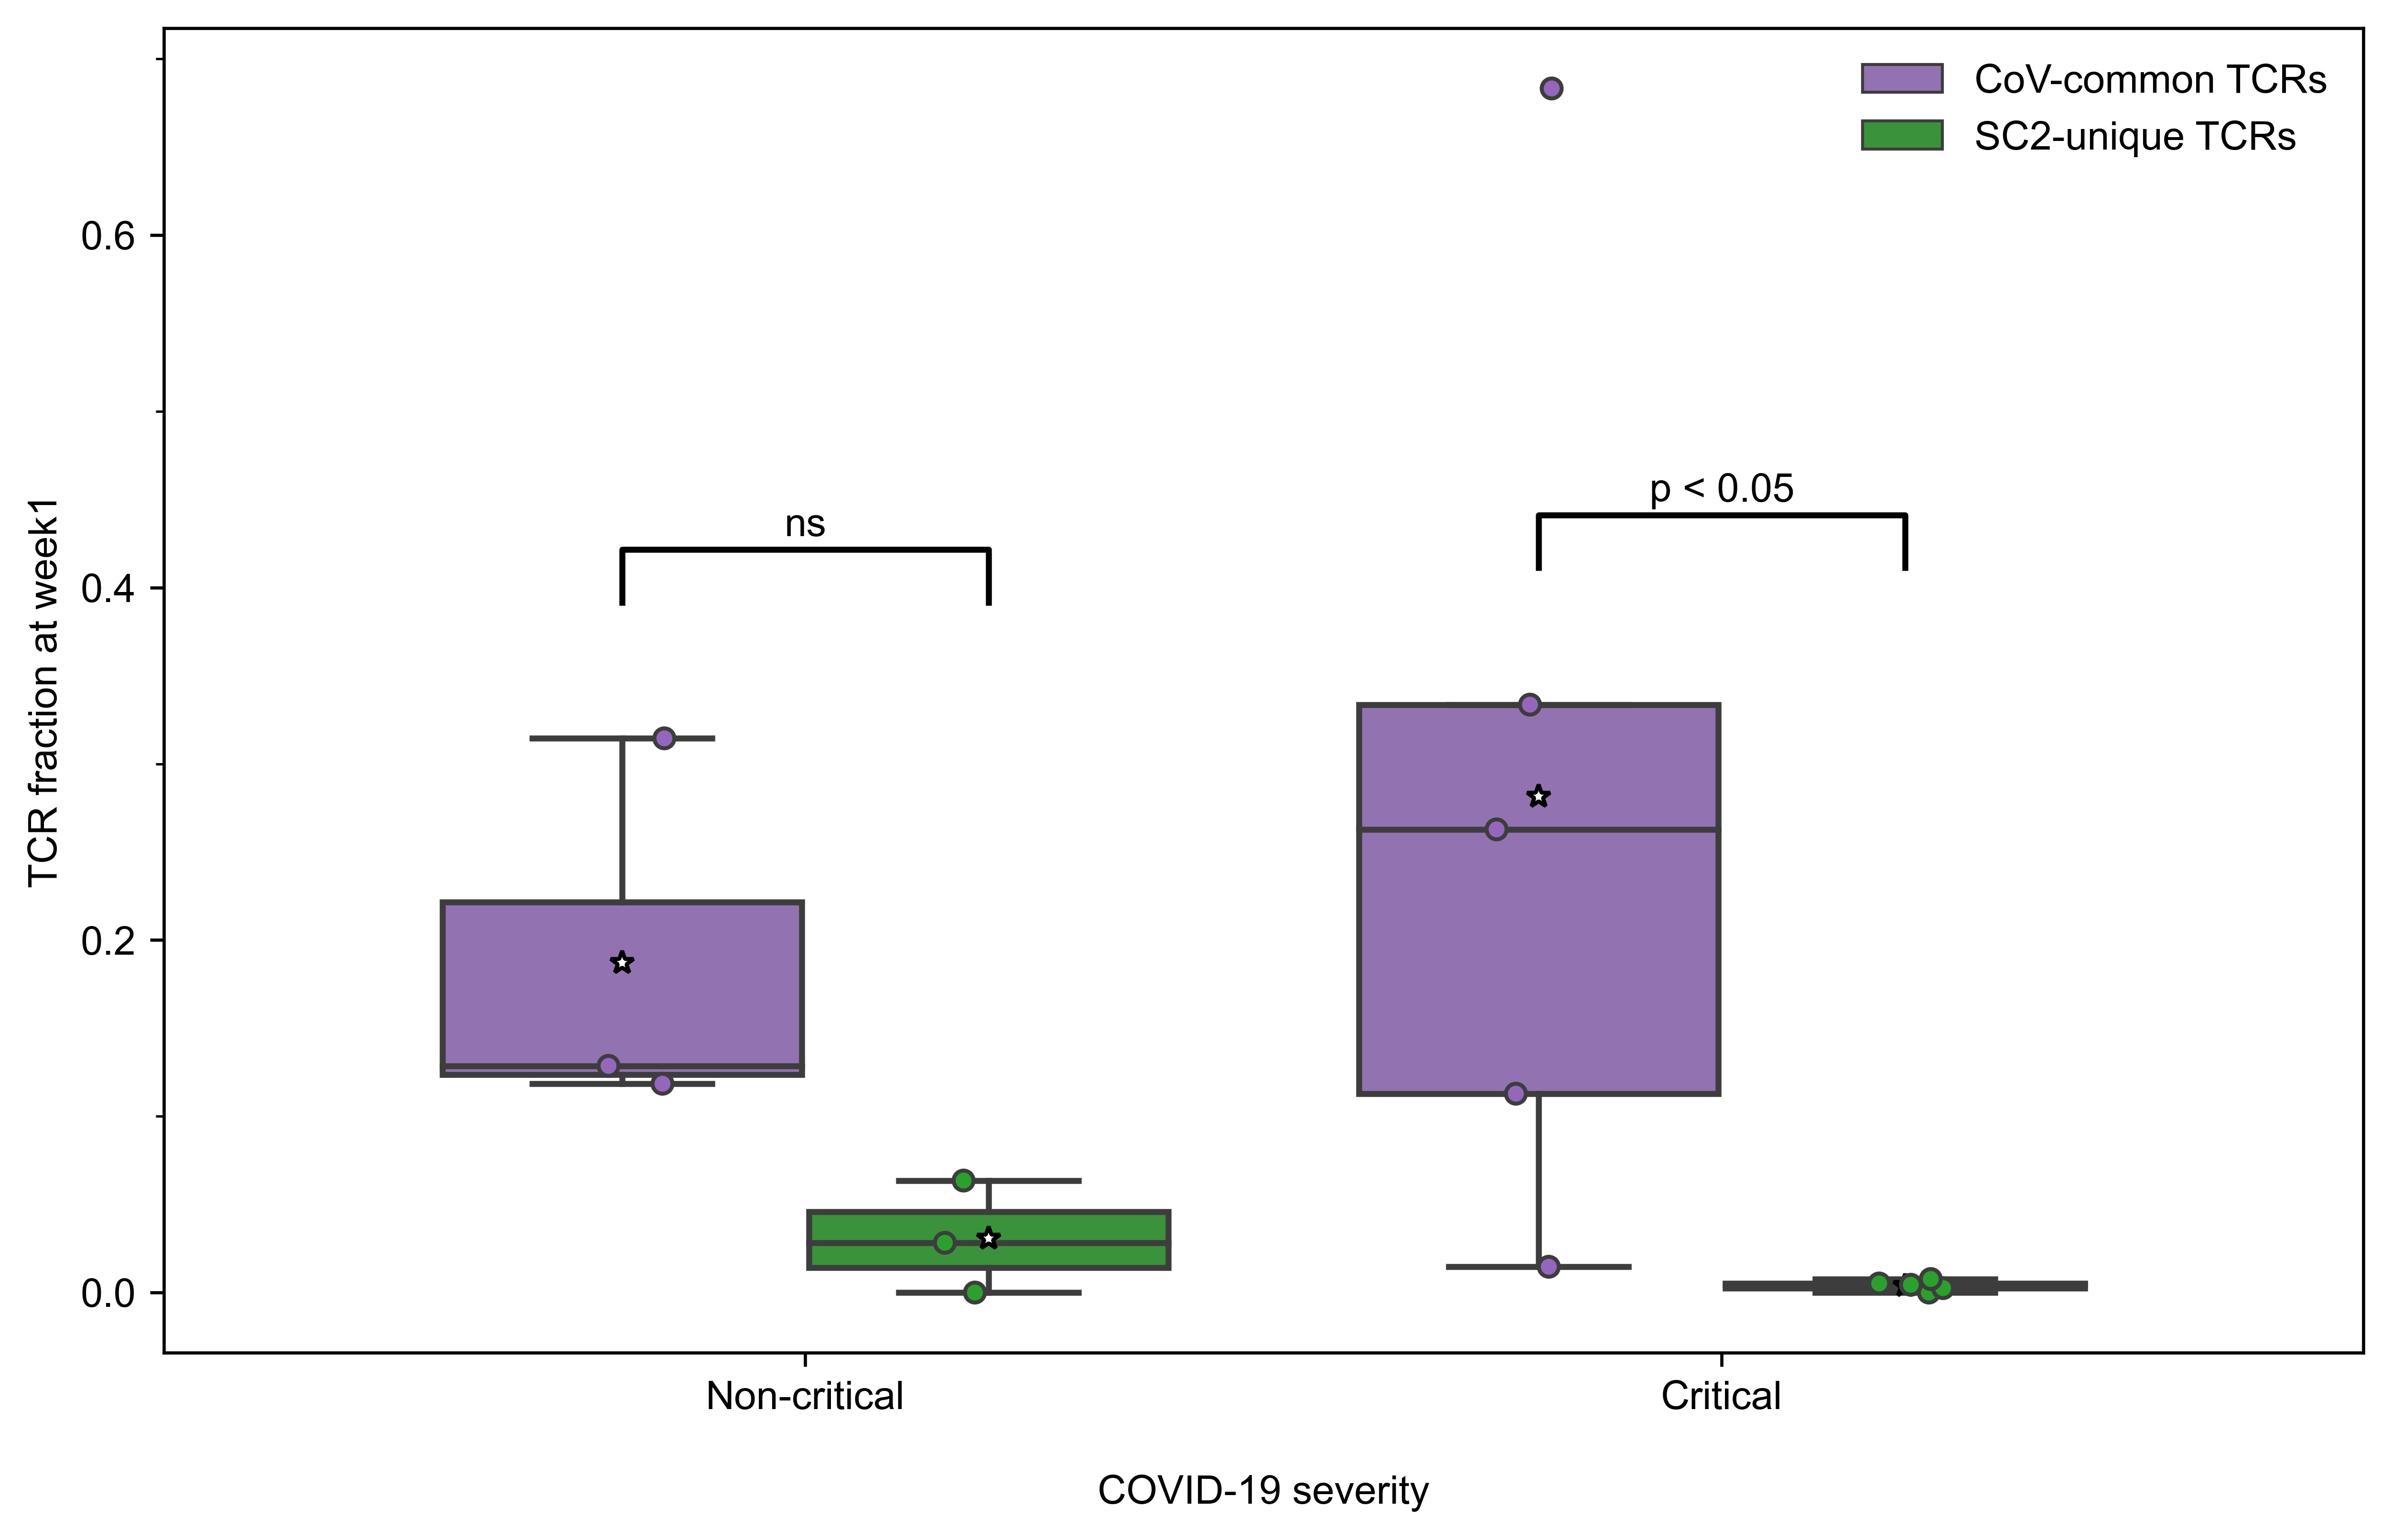 CoV-common TCRs
SC2-unique TCRs
0.6
0.4
0.2
0.0
TCR fraction at week1
ns
p < 0.05
Non-critical
Critical
COVID-19 severity